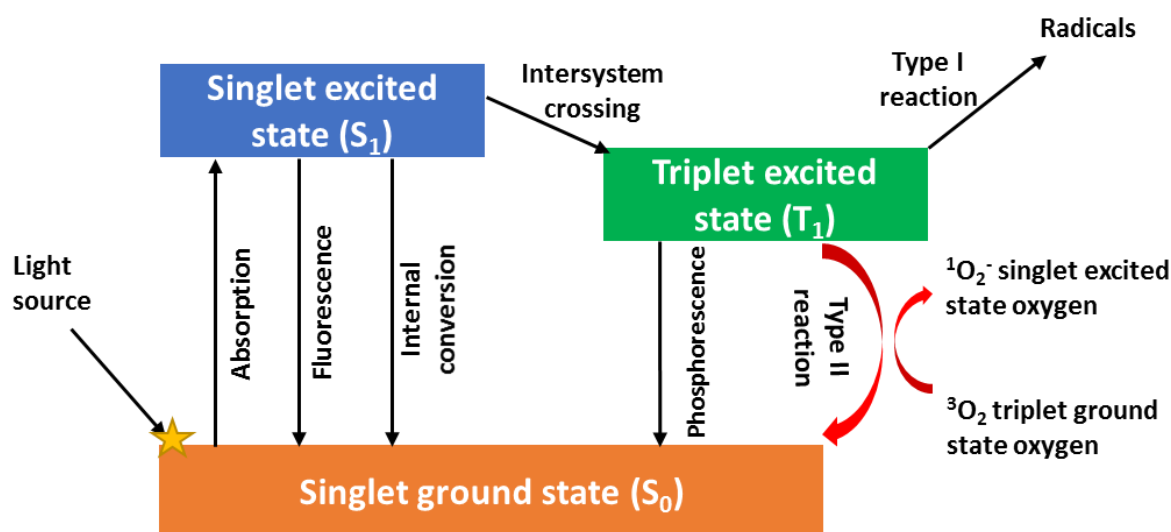 Radicals
Type I
reaction
Intersystem
crossing
Singlet excited
state (S₁)
Triplet excited
state (T₁)
Light
source
Absorption
Fluorescence
Internal
conversion
Phosphorescence
Type II
reaction
¹O₂⁻ singlet excited
state oxygen
³O₂ triplet ground
state oxygen
Singlet ground state (S₀)